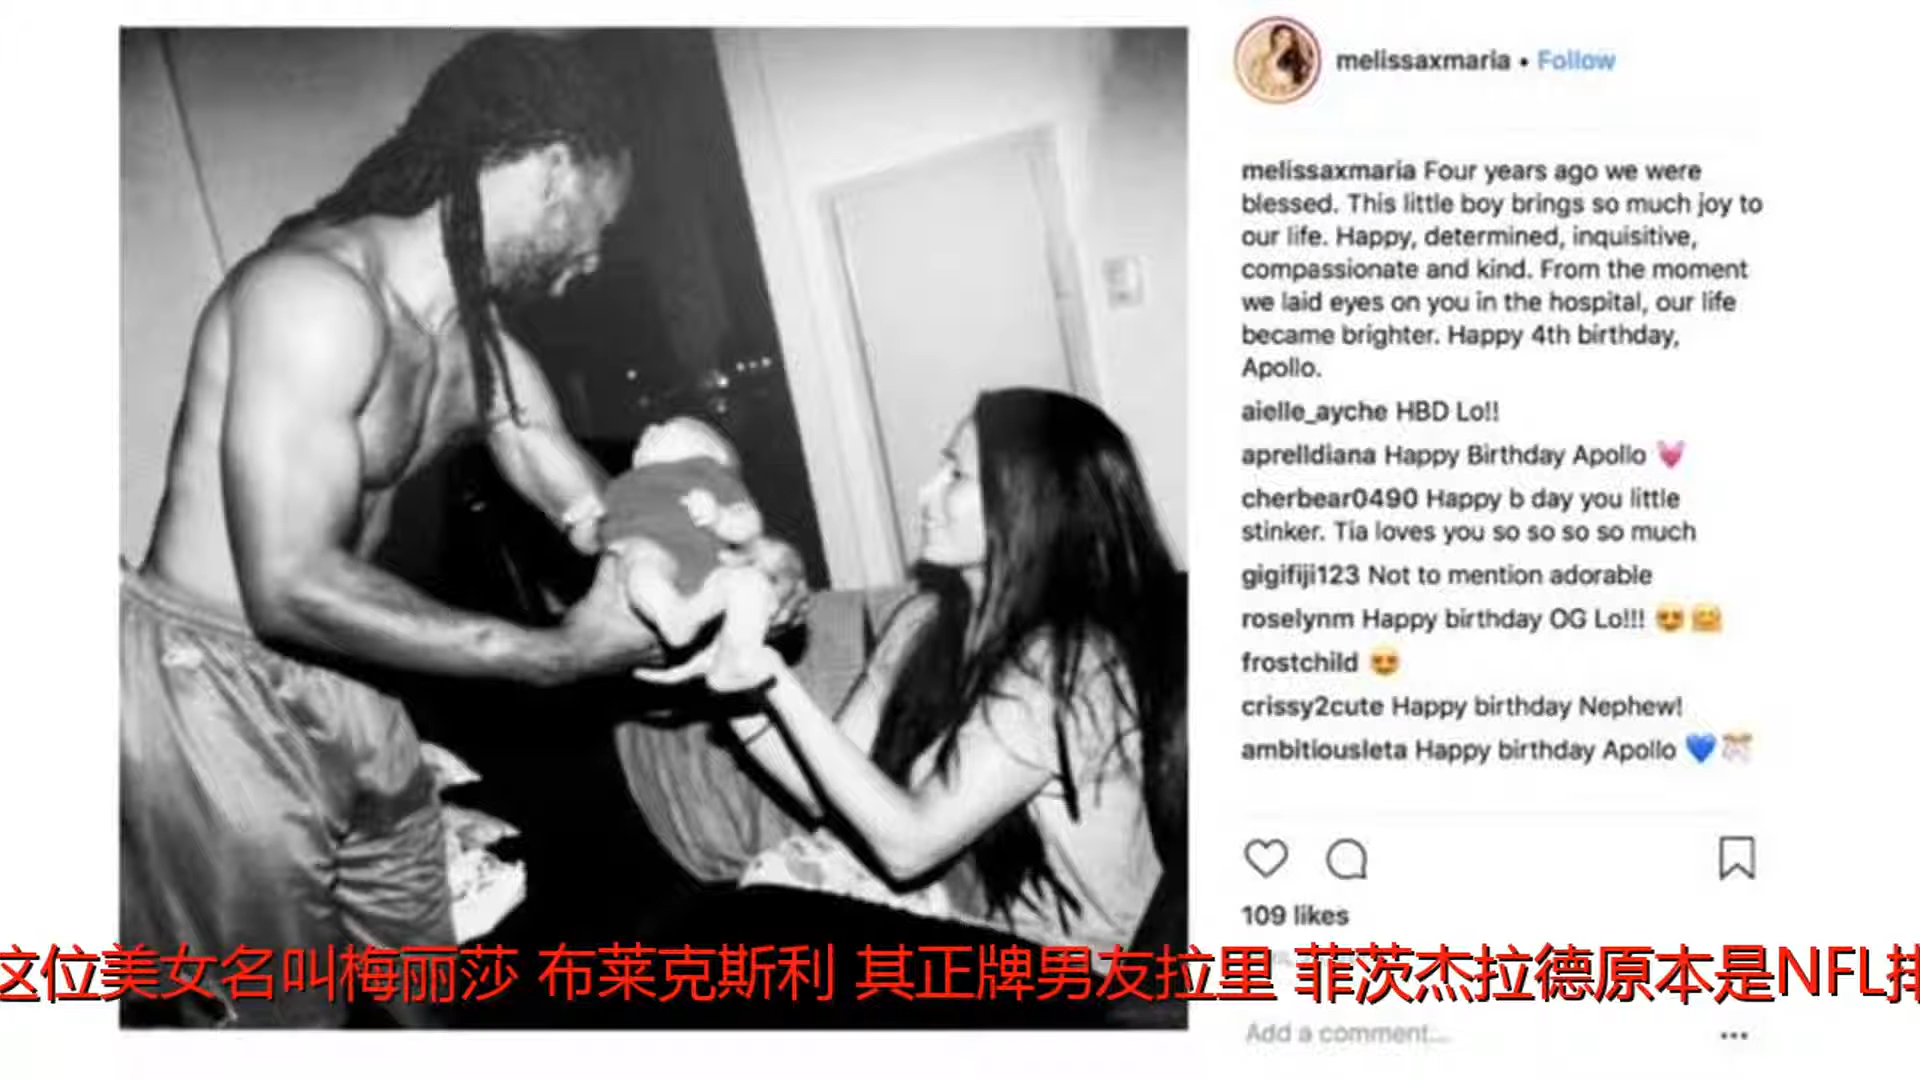 melissaxmaria • Follow
melissaxmaria Four years ago we were
blessed. This little boy brings so much joy to
our life. Happy, determined, inquisitive,
compassionate and kind. From the moment
we laid eyes on you in the hospital, our life
became brighter. Happy 4th birthday,
Apollo.
aielle_ayche HBD Lo!!
aprelldiana Happy Birthday Apollo 💓
cherbear0490 Happy b day you little
stinker. Tia loves you so so so so much
gigifiji123 Not to mention adorable
roselynm Happy birthday OG Lo!!! 😍🤗
frostchild 😍
crissy2cute Happy birthday Nephew!
ambitiousleta Happy birthday Apollo 💙🎊
109 likes
这位美女名叫梅丽莎 布莱克斯利 其正牌男友拉里 菲茨杰拉德原本是NFL排
Add a comment...